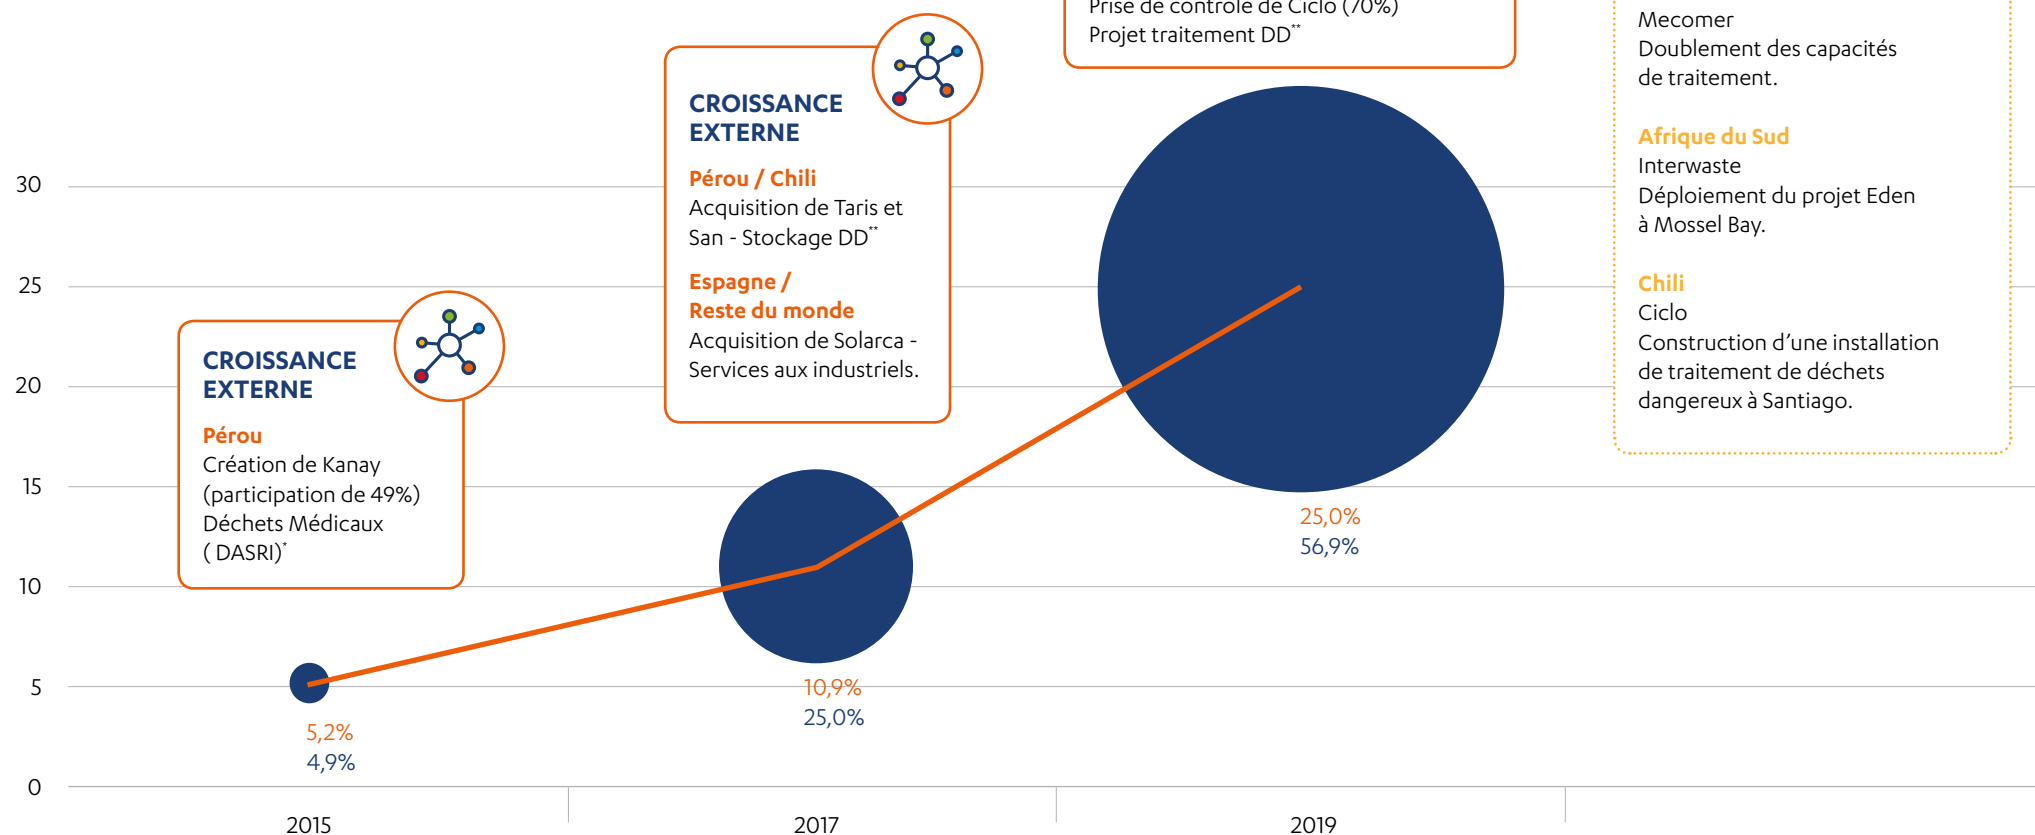 Prise de contrôle de Ciclo (70%)
Projet traitement DD**
Mecomer
Doublement des capacités
de traitement.
Afrique du Sud
Interwaste
Déploiement du projet Eden
à Mossel Bay.
Chili
Ciclo
Construction d’une installation
de traitement de déchets
dangereux à Santiago.
CROISSANCE
EXTERNE
Pérou / Chili
Acquisition de Taris et
San - Stockage DD**
Espagne /
Reste du monde
Acquisition de Solarca -
Services aux industriels.
CROISSANCE
EXTERNE
Pérou
Création de Kanay
(participation de 49%)
Déchets Médicaux
( DASRI)*
30
25
20
15
10
5
0
5,2%
4,9%
10,9%
25,0%
25,0%
56,9%
2015
2017
2019